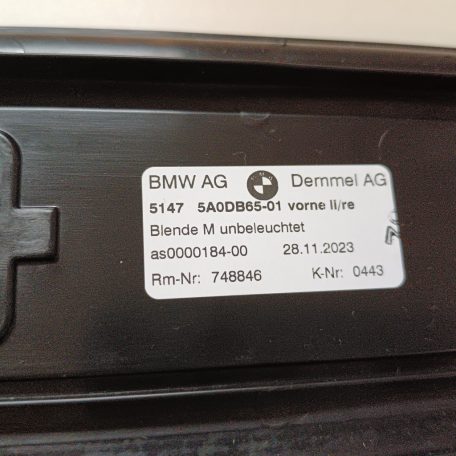 BMW AG Demmel AG
5147 5A0DB65-01 vorne li/re
Blende M unbeleuchtet
as0000184-00 28.11.2023
Rm-Nr: 748846 K-Nr: 0443